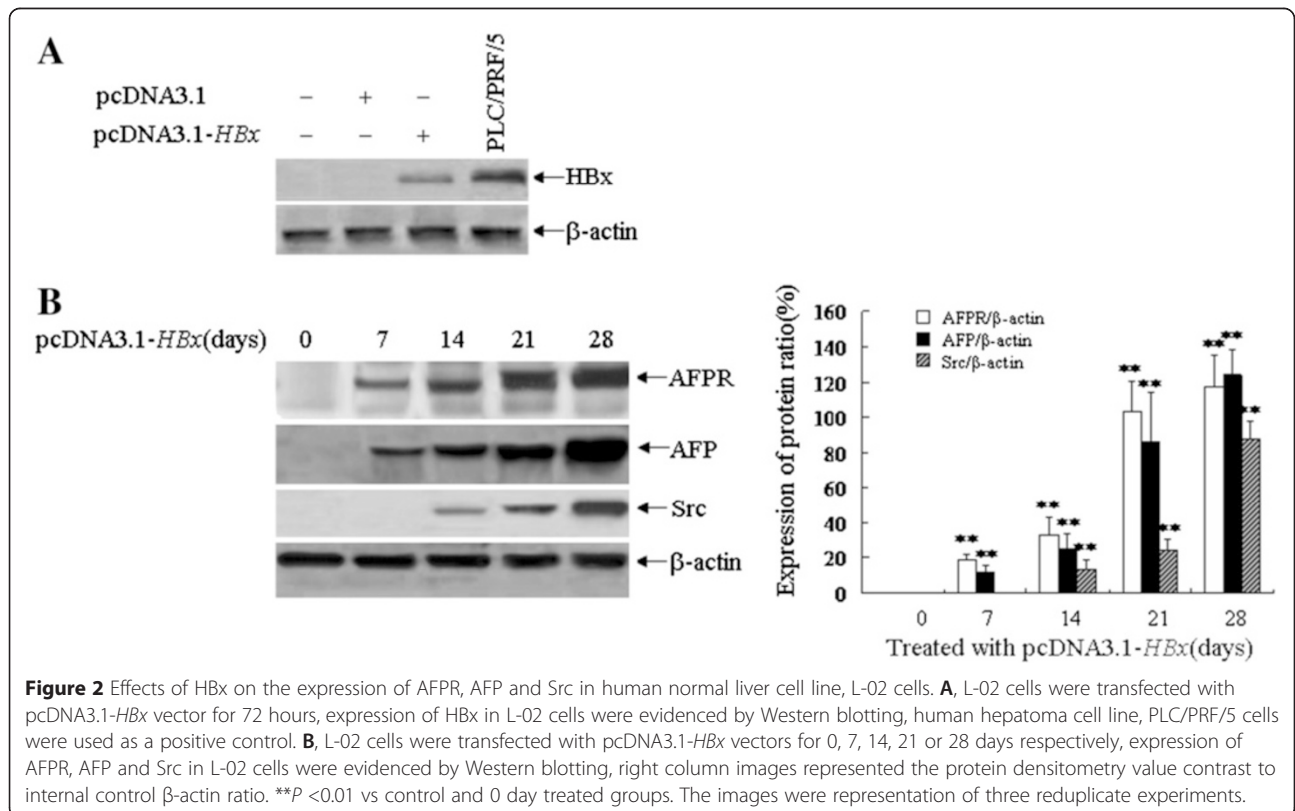 A
pcDNA3.1 – + –
pcDNA3.1-HBx – – +
PLC/PRF/5
HBx
β-actin
B
pcDNA3.1-HBx(days) 0 7 14 21 28
AFPR
AFP
Src
β-actin
Expression of protein ratio(%)
160
140
120
100
80
60
40
20
0
AFPR/β-actin
AFP/β-actin
Src/β-actin
** **
** ** **
** ** **
** ** **
0 7 14 21 28
Treated with pcDNA3.1-HBx(days)
Figure 2 Effects of HBx on the expression of AFPR, AFP and Src in human normal liver cell line, L-02 cells. A, L-02 cells were transfected with
pcDNA3.1-HBx vector for 72 hours, expression of HBx in L-02 cells were evidenced by Western blotting, human hepatoma cell line, PLC/PRF/5 cells
were used as a positive control. B, L-02 cells were transfected with pcDNA3.1-HBx vectors for 0, 7, 14, 21 or 28 days respectively, expression of
AFPR, AFP and Src in L-02 cells were evidenced by Western blotting, right column images represented the protein densitometry value contrast to
internal control β-actin ratio. **P <0.01 vs control and 0 day treated groups. The images were representation of three reduplicate experiments.